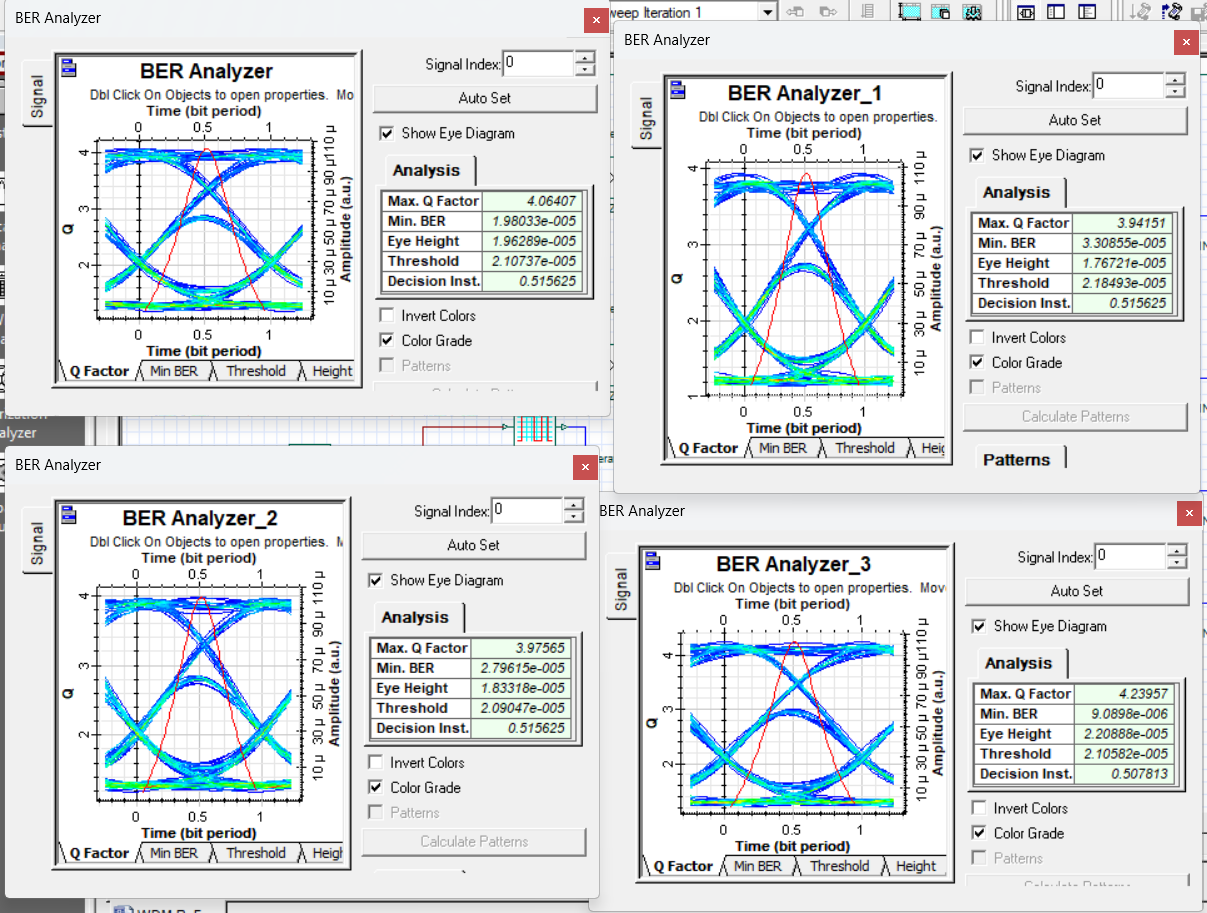 weep Iteration 1
BER Analyzer
Signal
BER Analyzer
Dbl Click On Objects to open properties. Mo
Time (bit period)
0 0.5 1
Q
4
3
2
110 µ
90 µ
70 µ
50 µ
30 µ
10 µ
Amplitude (a.u.)
0 0.5 1
Time (bit period)
Q Factor Min BER Threshold Height
Signal Index: 0
Auto Set
Show Eye Diagram
Analysis
Max. Q Factor 4.06407
Min. BER 1.98033e-005
Eye Height 1.96289e-005
Threshold 2.10737e-005
Decision Inst. 0.515625
Invert Colors
Color Grade
Patterns
BER Analyzer
Signal
BER Analyzer_1
Dbl Click On Objects to open properties.
Time (bit period)
0 0.5 1
Q
4
3
2
1
110 µ
90 µ
70 µ
50 µ
30 µ
10 µ
Amplitude (a.u.)
0 0.5 1
Time (bit period)
Q Factor Min BER Threshold Heig
Signal Index: 0
Auto Set
Show Eye Diagram
Analysis
Max. Q Factor 3.94151
Min. BER 3.30855e-005
Eye Height 1.76721e-005
Threshold 2.18493e-005
Decision Inst. 0.515625
Invert Colors
Color Grade
Patterns
Calculate Patterns
Patterns
alyzer
BER Analyzer
Signal
BER Analyzer_2
Dbl Click On Objects to open properties. M
Time (bit period)
0 0.5 1
Q
4
3
2
110 µ
90 µ
70 µ
50 µ
30 µ
10 µ
Amplitude (a.u.)
0 0.5 1
Time (bit period)
Q Factor Min BER Threshold Heigh
Signal Index: 0
Auto Set
Show Eye Diagram
Analysis
Max. Q Factor 3.97565
Min. BER 2.79615e-005
Eye Height 1.83318e-005
Threshold 2.09047e-005
Decision Inst. 0.515625
Invert Colors
Color Grade
Patterns
Calculate Patterns
BER Analyzer
Signal
BER Analyzer_3
Dbl Click On Objects to open properties. Mov
Time (bit period)
0 0.5 1
Q
4
3
2
110 µ
90 µ
70 µ
50 µ
30 µ
10 µ
Amplitude (a.u.)
0 0.5 1
Time (bit period)
Q Factor Min BER Threshold Height
Signal Index: 0
Auto Set
Show Eye Diagram
Analysis
Max. Q Factor 4.23957
Min. BER 9.0898e-006
Eye Height 2.20888e-005
Threshold 2.10582e-005
Decision Inst. 0.507813
Invert Colors
Color Grade
Patterns